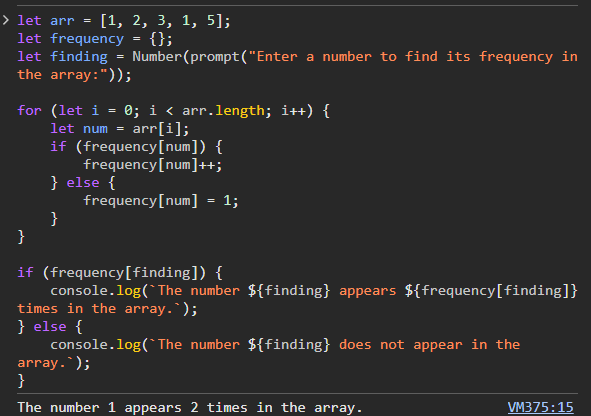 > let arr = [1, 2, 3, 1, 5];
let frequency = {};
let finding = Number(prompt("Enter a number to find its frequency in
the array:"));

for (let i = 0; i < arr.length; i++) {
    let num = arr[i];
    if (frequency[num]) {
        frequency[num]++;
    } else {
        frequency[num] = 1;
    }
}

if (frequency[finding]) {
    console.log(`The number ${finding} appears ${frequency[finding]}
times in the array.`);
} else {
    console.log(`The number ${finding} does not appear in the
array.`);
}
The number 1 appears 2 times in the array. VM375:15